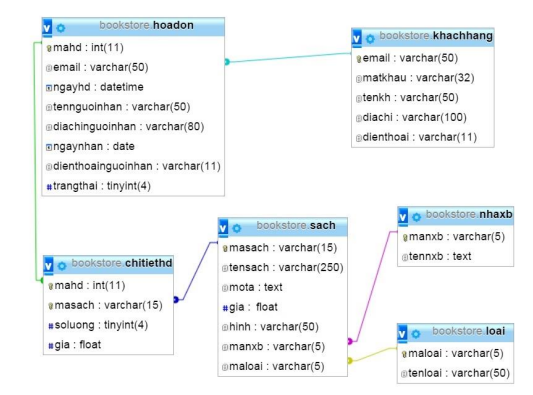 bookstore.hoadon
mahd : int(11)
email : varchar(50)
ngayhd : datetime
tennguoinhan : varchar(50)
diachinguoinhan : varchar(80)
ngaynhan : date
dienthoainguoinhan : varchar(11)
#trangthai : tinyint(4)
bookstore.khachhang
email : varchar(50)
matkhau : varchar(32)
tenkh : varchar(50)
diachi : varchar(100)
dienthoai : varchar(11)
bookstore.chitiethd
mahd : int(11)
masach : varchar(15)
#soluong : tinyint(4)
#gia : float
bookstore.sach
masach : varchar(15)
tensach : varchar(250)
mota : text
#gia : float
hinh : varchar(50)
manxb : varchar(5)
maloai : varchar(5)
bookstore.nhaxb
manxb : varchar(5)
tennxb : text
bookstore.loai
maloai : varchar(5)
tenloai : varchar(50)